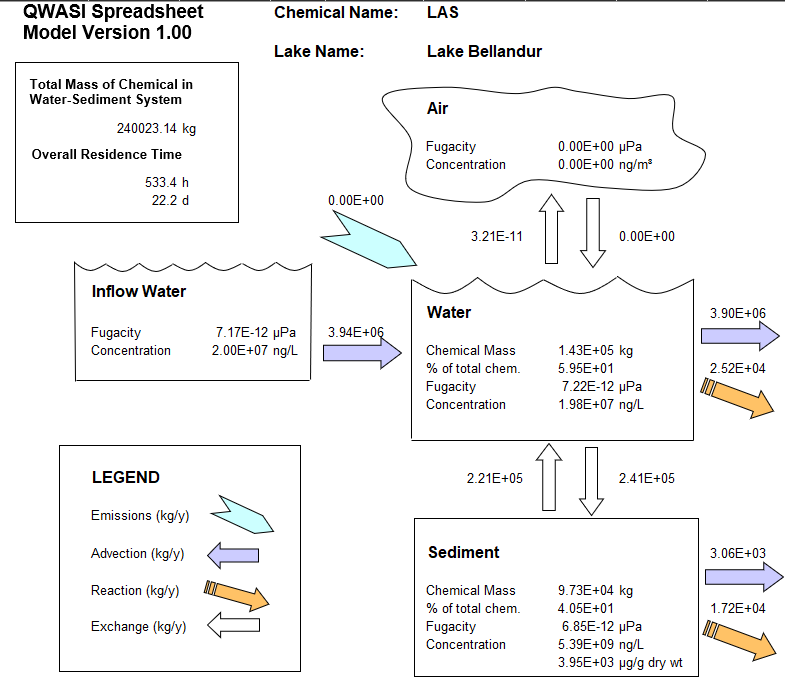 QWASI Spreadsheet
Model Version 1.00
Chemical Name: LAS
Lake Name: Lake Bellandur
Total Mass of Chemical in
Water-Sediment System
240023.14 kg
Overall Residence Time
533.4 h
22.2 d
Air
Fugacity 0.00E+00 µPa
Concentration 0.00E+00 ng/m³
0.00E+00
3.21E-11
0.00E+00
Inflow Water
Fugacity 7.17E-12 µPa
Concentration 2.00E+07 ng/L
3.94E+06
Water
Chemical Mass 1.43E+05 kg
% of total chem. 5.95E+01
Fugacity 7.22E-12 µPa
Concentration 1.98E+07 ng/L
3.90E+06
2.52E+04
2.21E+05
2.41E+05
LEGEND
Emissions (kg/y)
Advection (kg/y)
Reaction (kg/y)
Exchange (kg/y)
Sediment
Chemical Mass 9.73E+04 kg
% of total chem. 4.05E+01
Fugacity 6.85E-12 µPa
Concentration 5.39E+09 ng/L
3.95E+03 µg/g dry wt
3.06E+03
1.72E+04